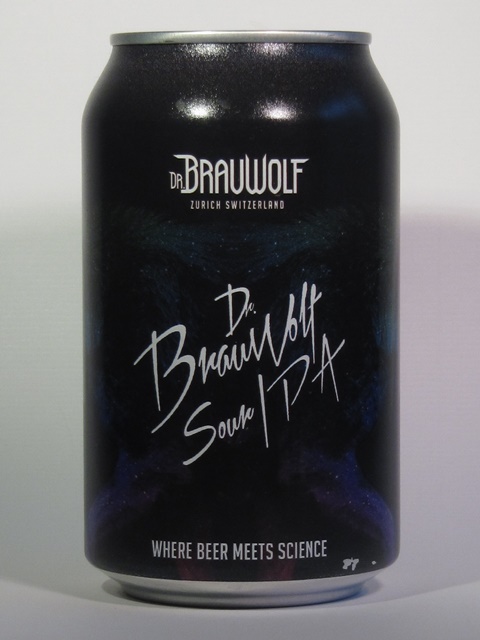 DR. BRAUWOLF
ZURICH SWITZERLAND
Dr.
BrauWolf
Sour IPA
WHERE BEER MEETS SCIENCE